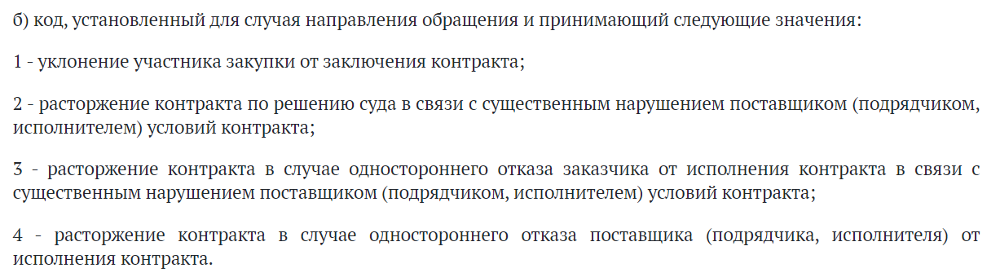 б) код, установленный для случая направления обращения и принимающий следующие значения:
1 - уклонение участника закупки от заключения контракта;
2 - расторжение контракта по решению суда в связи с существенным нарушением поставщиком (подрядчиком,
исполнителем) условий контракта;
3 - расторжение контракта в случае одностороннего отказа заказчика от исполнения контракта в связи с
существенным нарушением поставщиком (подрядчиком, исполнителем) условий контракта;
4 - расторжение контракта в случае одностороннего отказа поставщика (подрядчика, исполнителя) от
исполнения контракта.